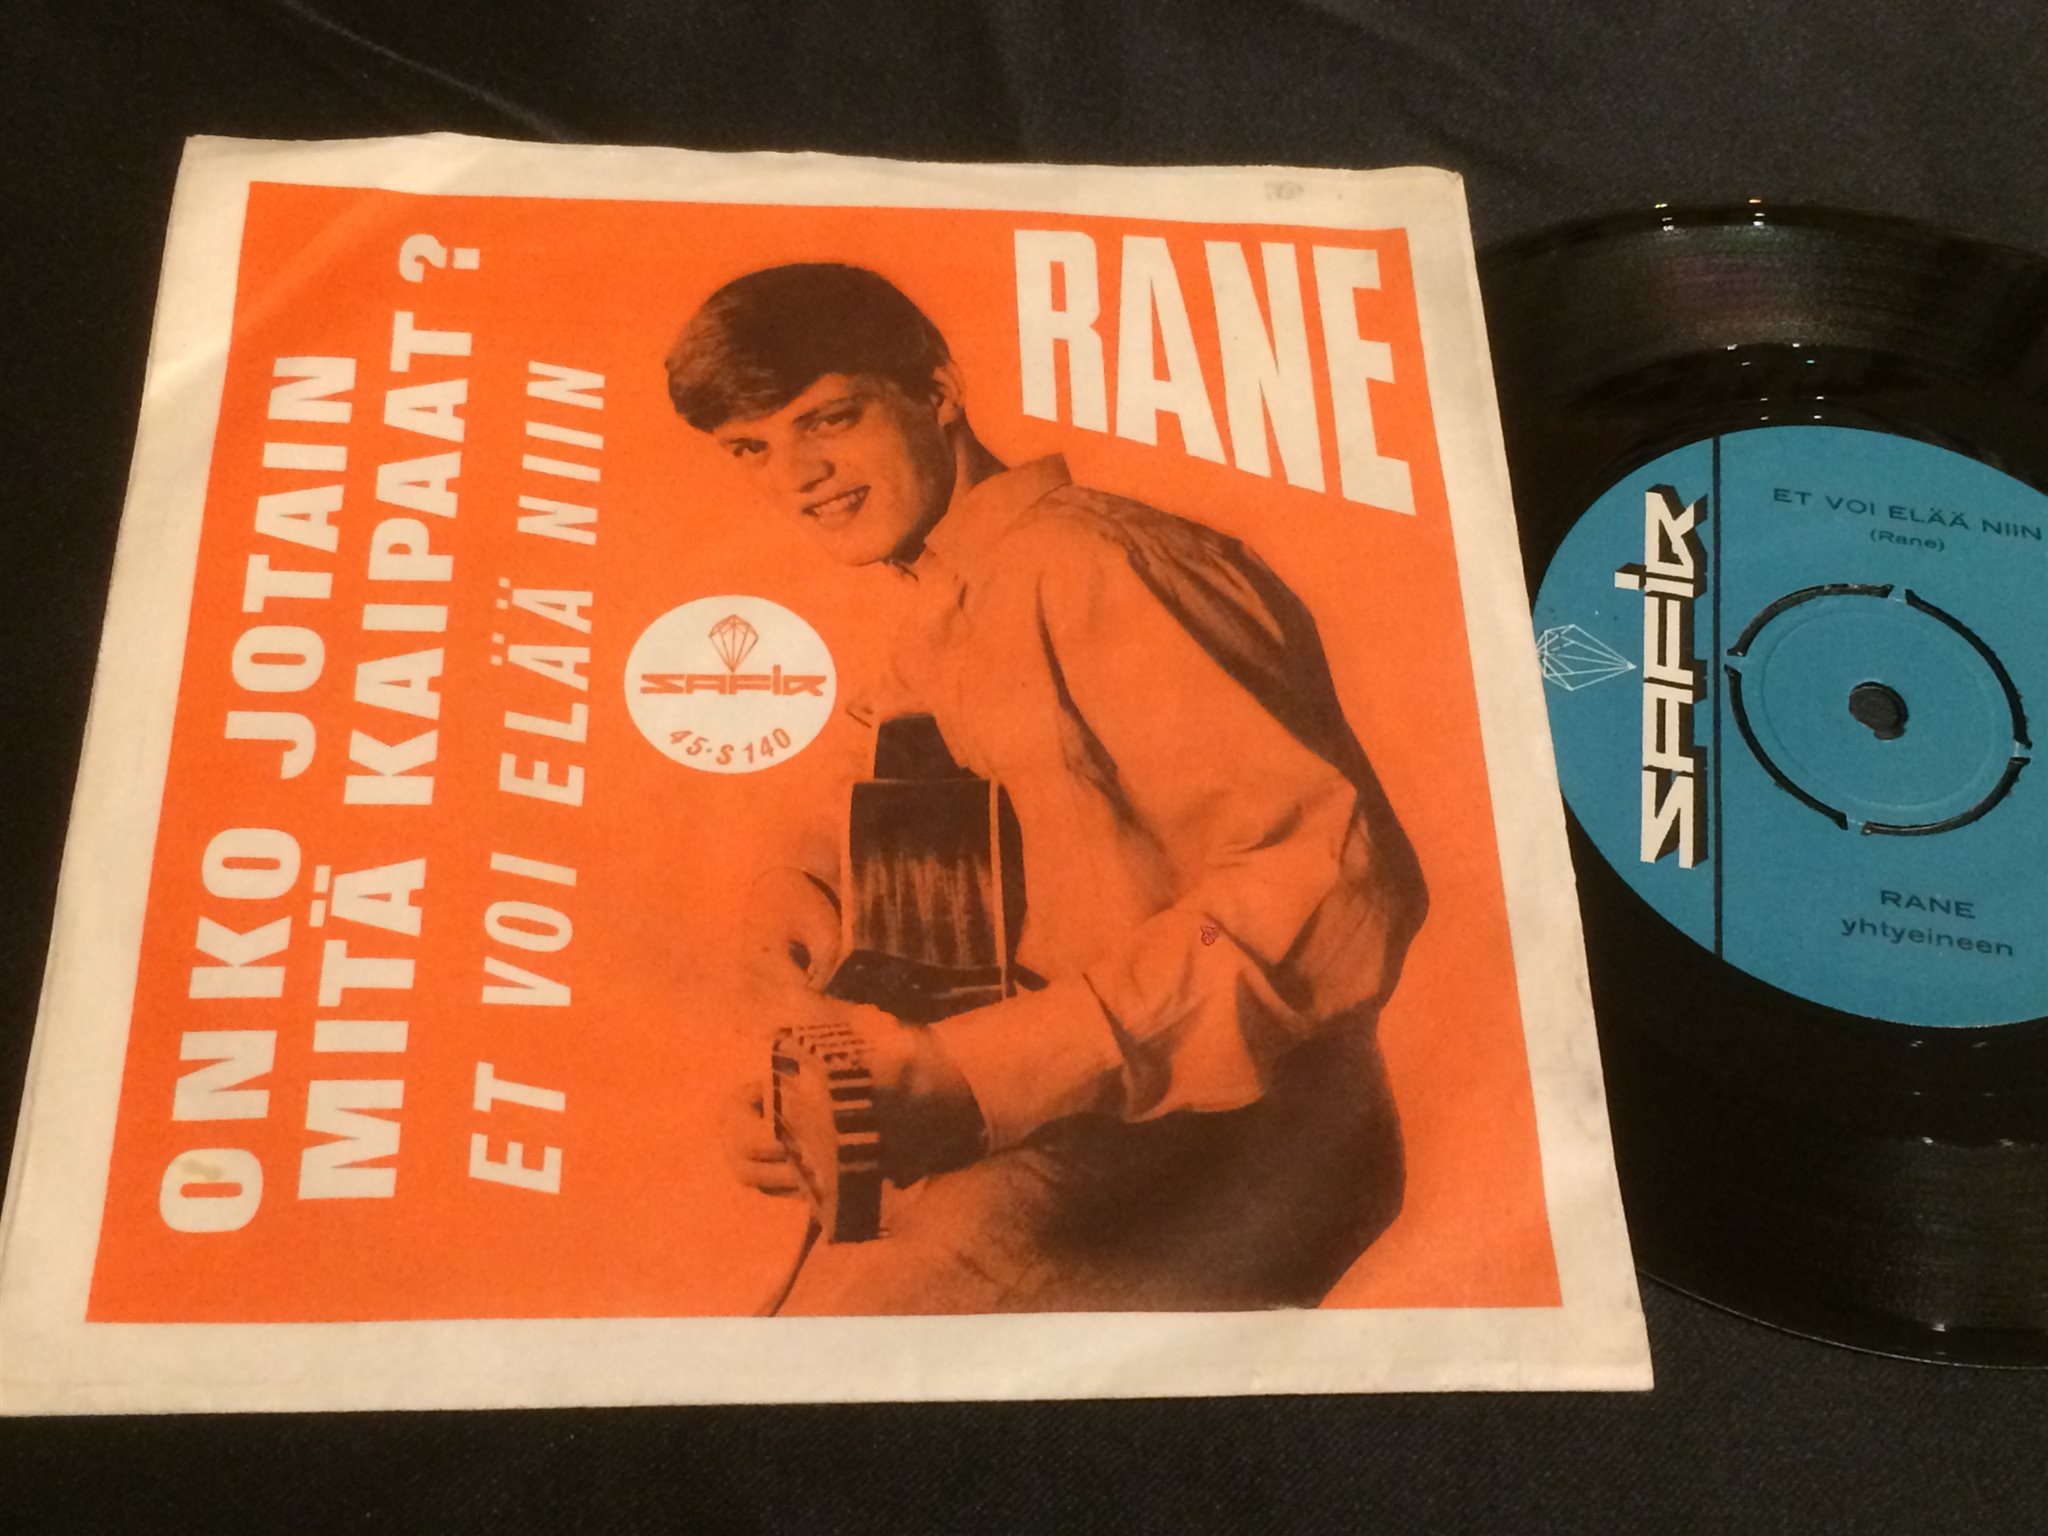 RANE
ONKO JOTAIN
MITÄ KAIPAAT ?
ET VOI ELÄÄ NIIN
SAFIR
45-S 140
SAFIR
ET VOI ELÄÄ NIIN
(Rane)
RANE
yhtyeineen